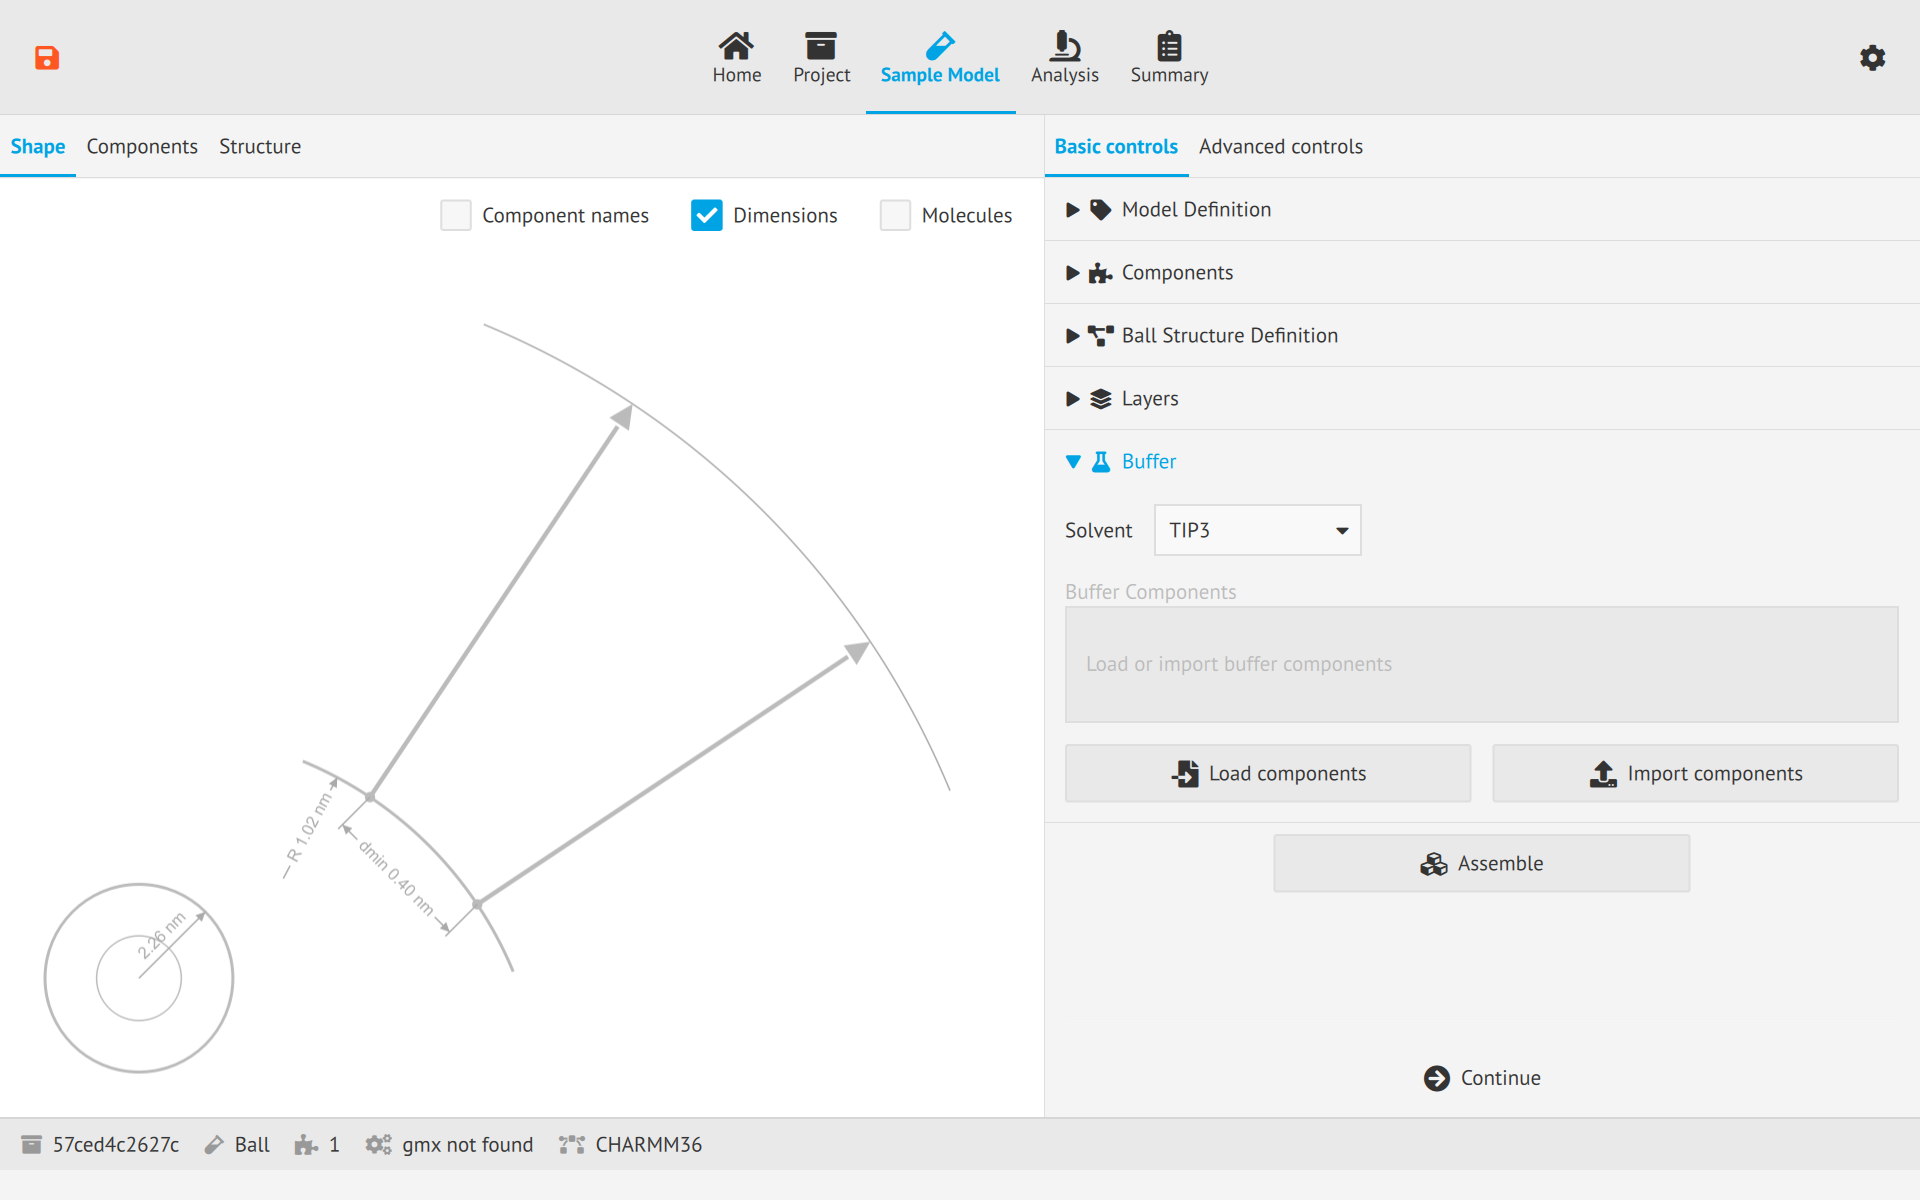 Home
Project
Sample Model
Analysis
Summary
Shape
Components
Structure
Basic controls
Advanced controls
Component names
Dimensions
Molecules
R 1.02 nm
dmin 0.40 nm
2.26 nm
Model Definition
Components
Ball Structure Definition
Layers
Buffer
Solvent
TIP3
Buffer Components
Load or import buffer components
Load components
Import components
Assemble
Continue
57ced4c2627c
Ball
1
gmx not found
CHARMM36